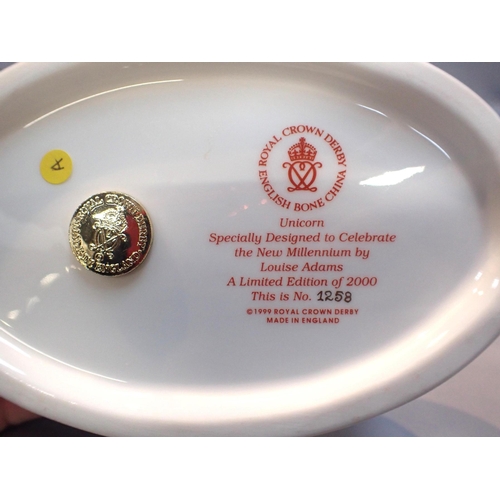 ROYAL CROWN DERBY
ENGLISH BONE CHINA
Unicorn
Specially Designed to Celebrate
the New Millennium by
Louise Adams
A Limited Edition of 2000
This is No. 1258
© 1999 ROYAL CROWN DERBY
MADE IN ENGLAND